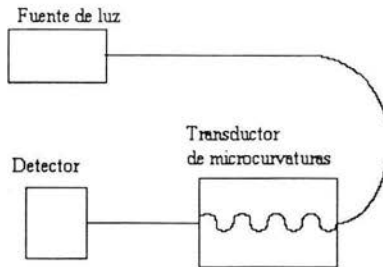 Fuente de luz
Transductor
de microcurvaturas
Detector